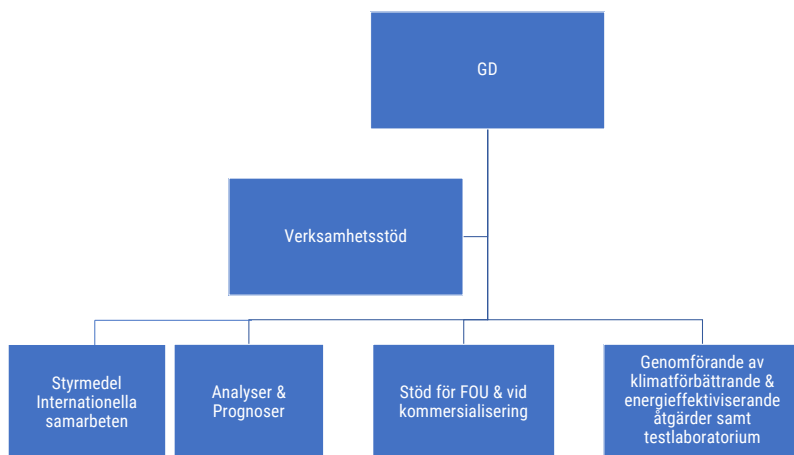 GD
Verksamhetsstöd
Styrmedel
Internationella
samarbeten
Analyser &
Prognoser
Stöd för FOU & vid
kommersialisering
Genomförande av
klimatförbättrande &
energieffektiviserande
åtgärder samt
testlaboratorium